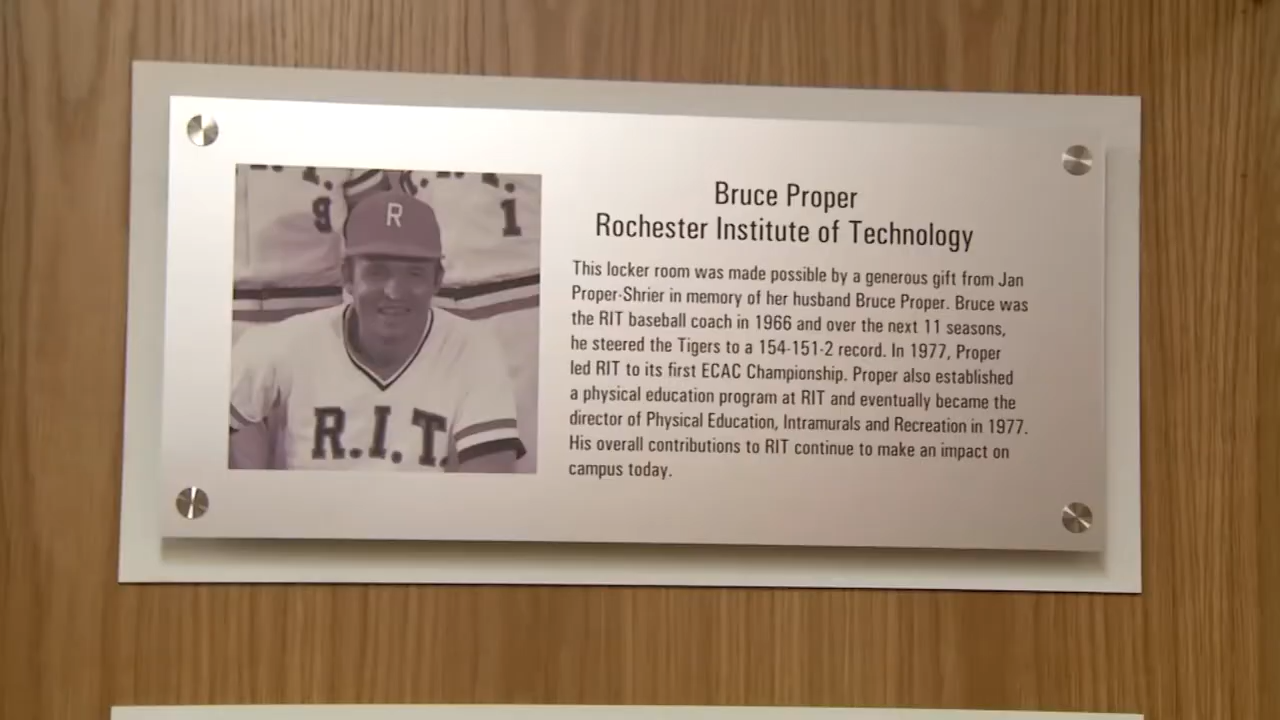 Bruce Proper
Rochester Institute of Technology
This locker room was made possible by a generous gift from Jan
Proper-Shrier in memory of her husband Bruce Proper. Bruce was
the RIT baseball coach in 1966 and over the next 11 seasons,
he steered the Tigers to a 154-151-2 record. In 1977, Proper
led RIT to its first ECAC Championship. Proper also established
a physical education program at RIT and eventually became the
director of Physical Education, Intramurals and Recreation in 1977.
His overall contributions to RIT continue to make an impact on
campus today.
9
1
R
R.I.T.